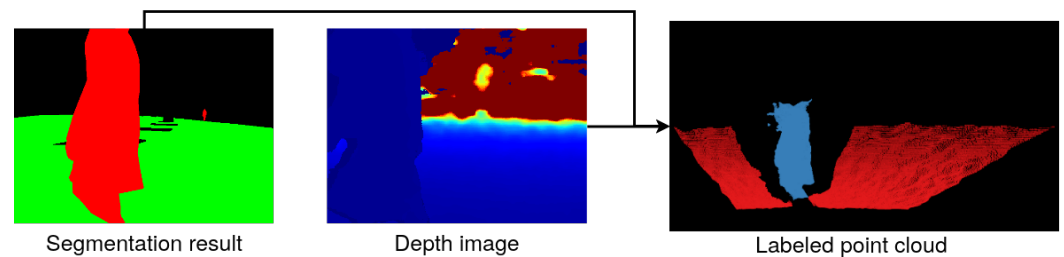 Segmentation result
Depth image
Labeled point cloud